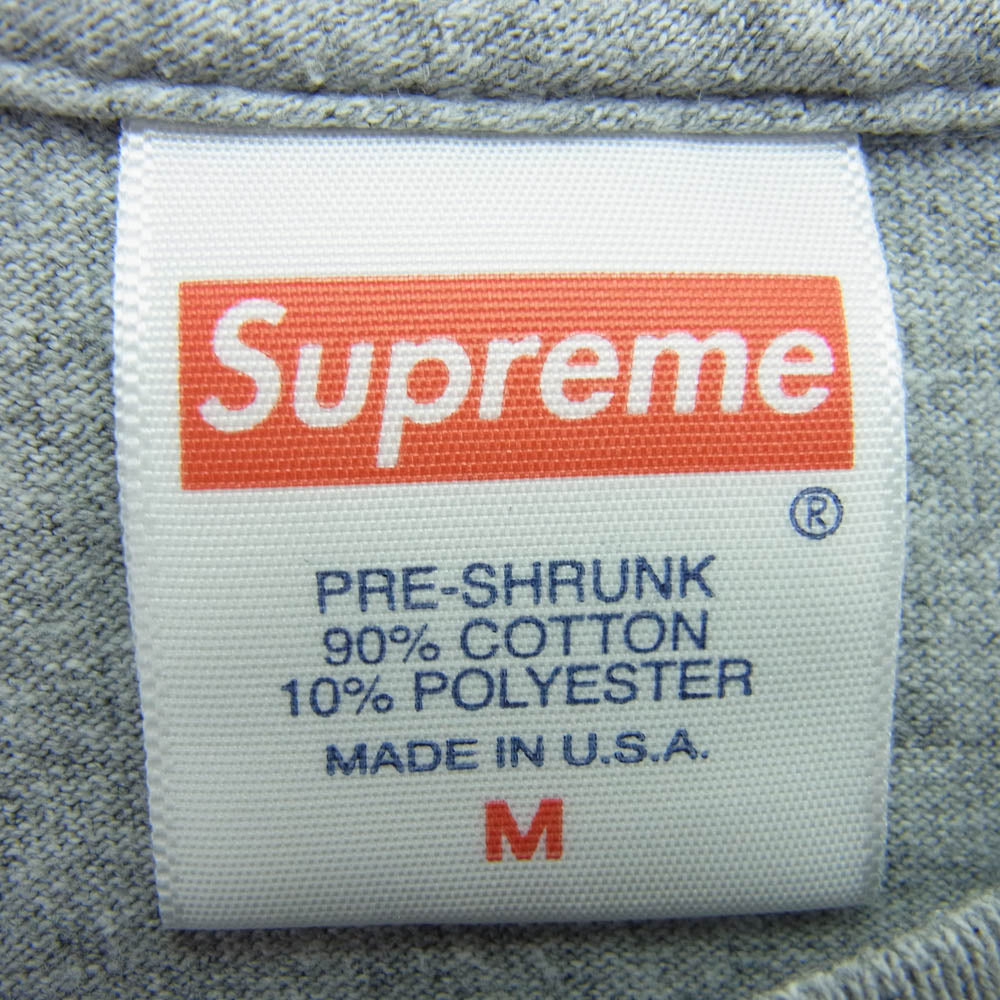 Supreme
®
PRE-SHRUNK
90% COTTON
10% POLYESTER
MADE IN U.S.A.
M